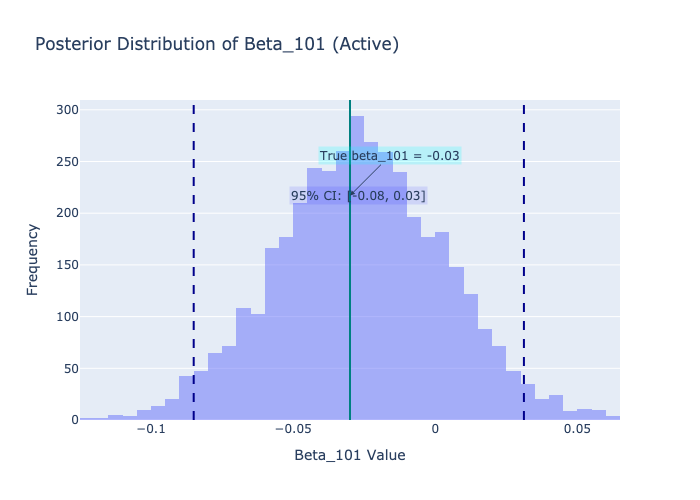 Posterior Distribution of Beta_101 (Active)
300
250
200
150
100
50
0
Frequency
True beta_101 = -0.03
95% CI: [-0.08, 0.03]
−0.1
−0.05
0
0.05
Beta_101 Value